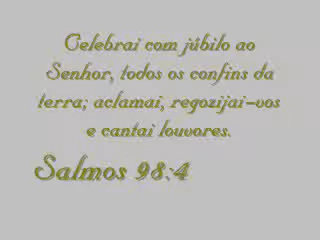 Celebrai com júbilo ao
Senhor, todos os confins da
terra; aclamai, regozijai-vos
e cantai louvores.
Salmos 98:4